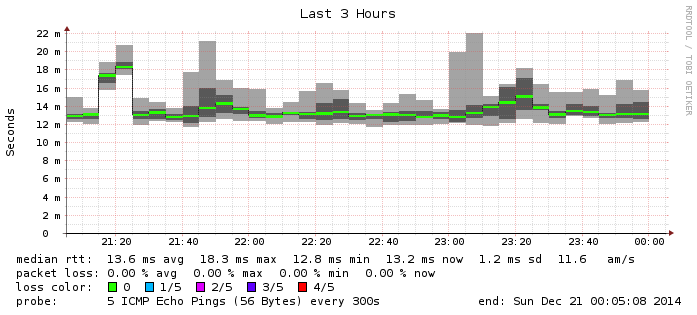 Last 3 Hours
RRDTOOL / TOBI OETIKER
Seconds
22 m
20 m
18 m
16 m
14 m
12 m
10 m
8 m
6 m
4 m
2 m
0
21:20 21:40 22:00 22:20 22:40 23:00 23:20 23:40 00:00
median rtt: 13.6 ms avg 18.3 ms max 12.8 ms min 13.2 ms now 1.2 ms sd 11.6 am/s
packet loss: 0.00 % avg 0.00 % max 0.00 % min 0.00 % now
loss color: 0 1/5 2/5 3/5 4/5
probe: 5 ICMP Echo Pings (56 Bytes) every 300s end: Sun Dec 21 00:05:08 2014